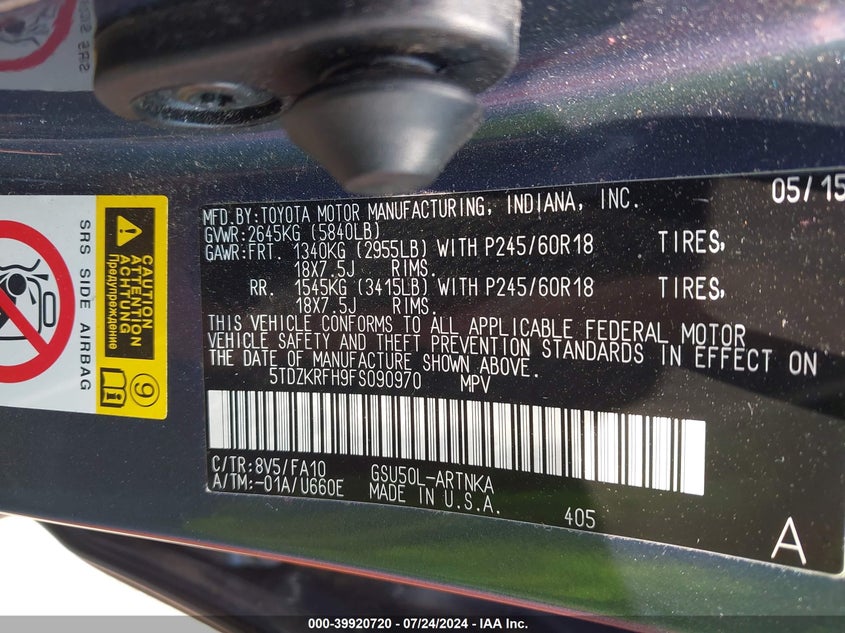 MFD.BY:TOYOTA MOTOR MANUFACTURING, INDIANA, INC. 05/15
GVWR:2645KG (5840LB)
GAWR:FRT. 1340KG (2955LB) WITH P245/60R18 TIRES,
18X7.5J RIMS.
RR. 1545KG (3415LB) WITH P245/60R18 TIRES,
18X7.5J RIMS.
THIS VEHICLE CONFORMS TO ALL APPLICABLE FEDERAL MOTOR
VEHICLE SAFETY AND THEFT PREVENTION STANDARDS IN EFFECT ON
THE DATE OF MANUFACTURE SHOWN ABOVE.
5TDZKRFH9FS090970 MPV
C/TR:8V5/FA10 GSU50L-ARTNKA
A/TM:-01A/U660E MADE IN U.S.A.
405
A
CAUTION
ATTENTION
ACHTUNG
Предупреждение
9
SRS SIDE AIRBAG
SRS
000-39920720 - 07/24/2024 - IAA Inc.